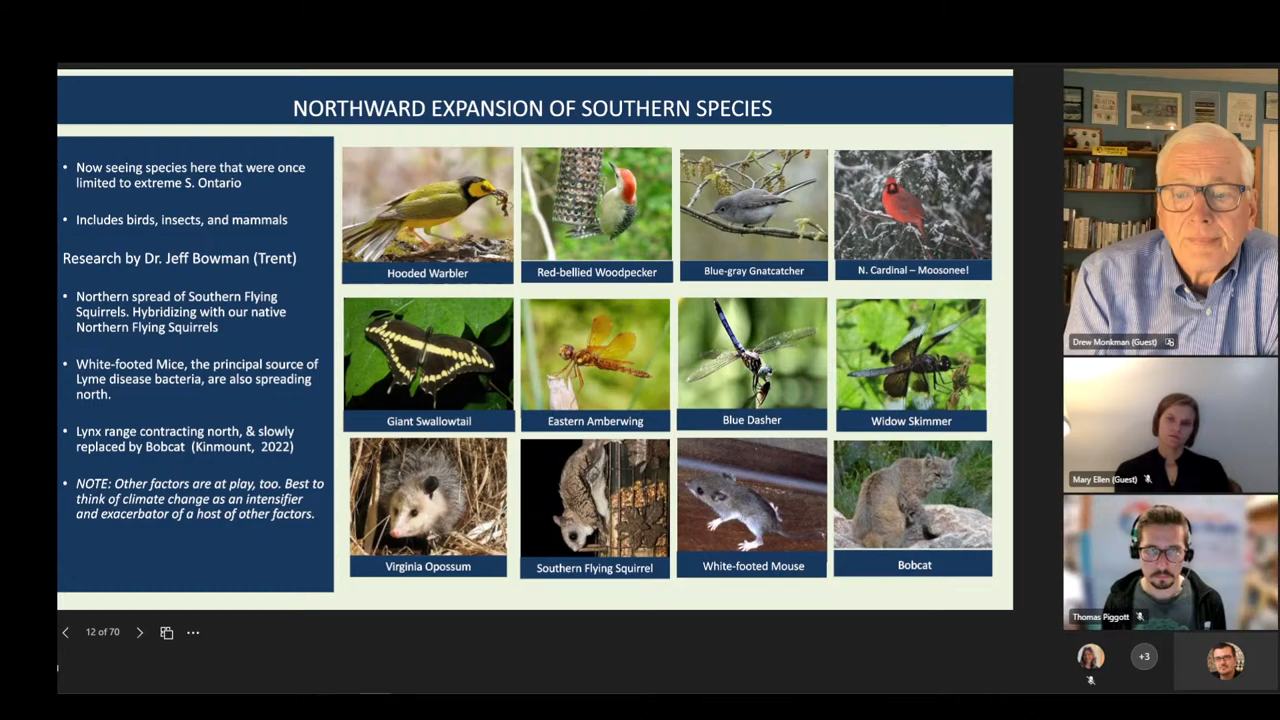 NORTHWARD EXPANSION OF SOUTHERN SPECIES
• Now seeing species here that were once
limited to extreme S. Ontario
• Includes birds, insects, and mammals
Research by Dr. Jeff Bowman (Trent)
• Northern spread of Southern Flying
Squirrels. Hybridizing with our native
Northern Flying Squirrels
• White-footed Mice, the principal source of
Lyme disease bacteria, are also spreading
north.
• Lynx range contracting north, & slowly
replaced by Bobcat (Kinmount, 2022)
• NOTE: Other factors are at play, too. Best to
think of climate change as an intensifier
and exacerbator of a host of other factors.
Hooded Warbler
Red-bellied Woodpecker
Blue-gray Gnatcatcher
N. Cardinal – Moosonee!
Giant Swallowtail
Eastern Amberwing
Blue Dasher
Widow Skimmer
Virginia Opossum
Southern Flying Squirrel
White-footed Mouse
Bobcat
Drew Monkman (Guest)
Mary Ellen (Guest)
Thomas Piggott
12 of 70
+3